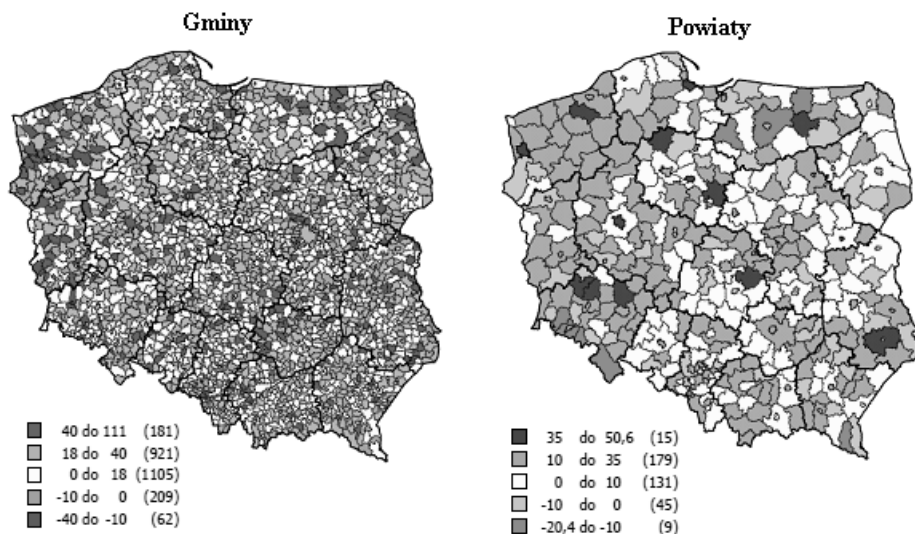 Gminy
Powiaty
40 do 111 (181)
18 do 40 (921)
0 do 18 (1105)
-10 do 0 (209)
-40 do -10 (62)
35 do 50,6 (15)
10 do 35 (179)
0 do 10 (131)
-10 do 0 (45)
-20,4 do -10 (9)